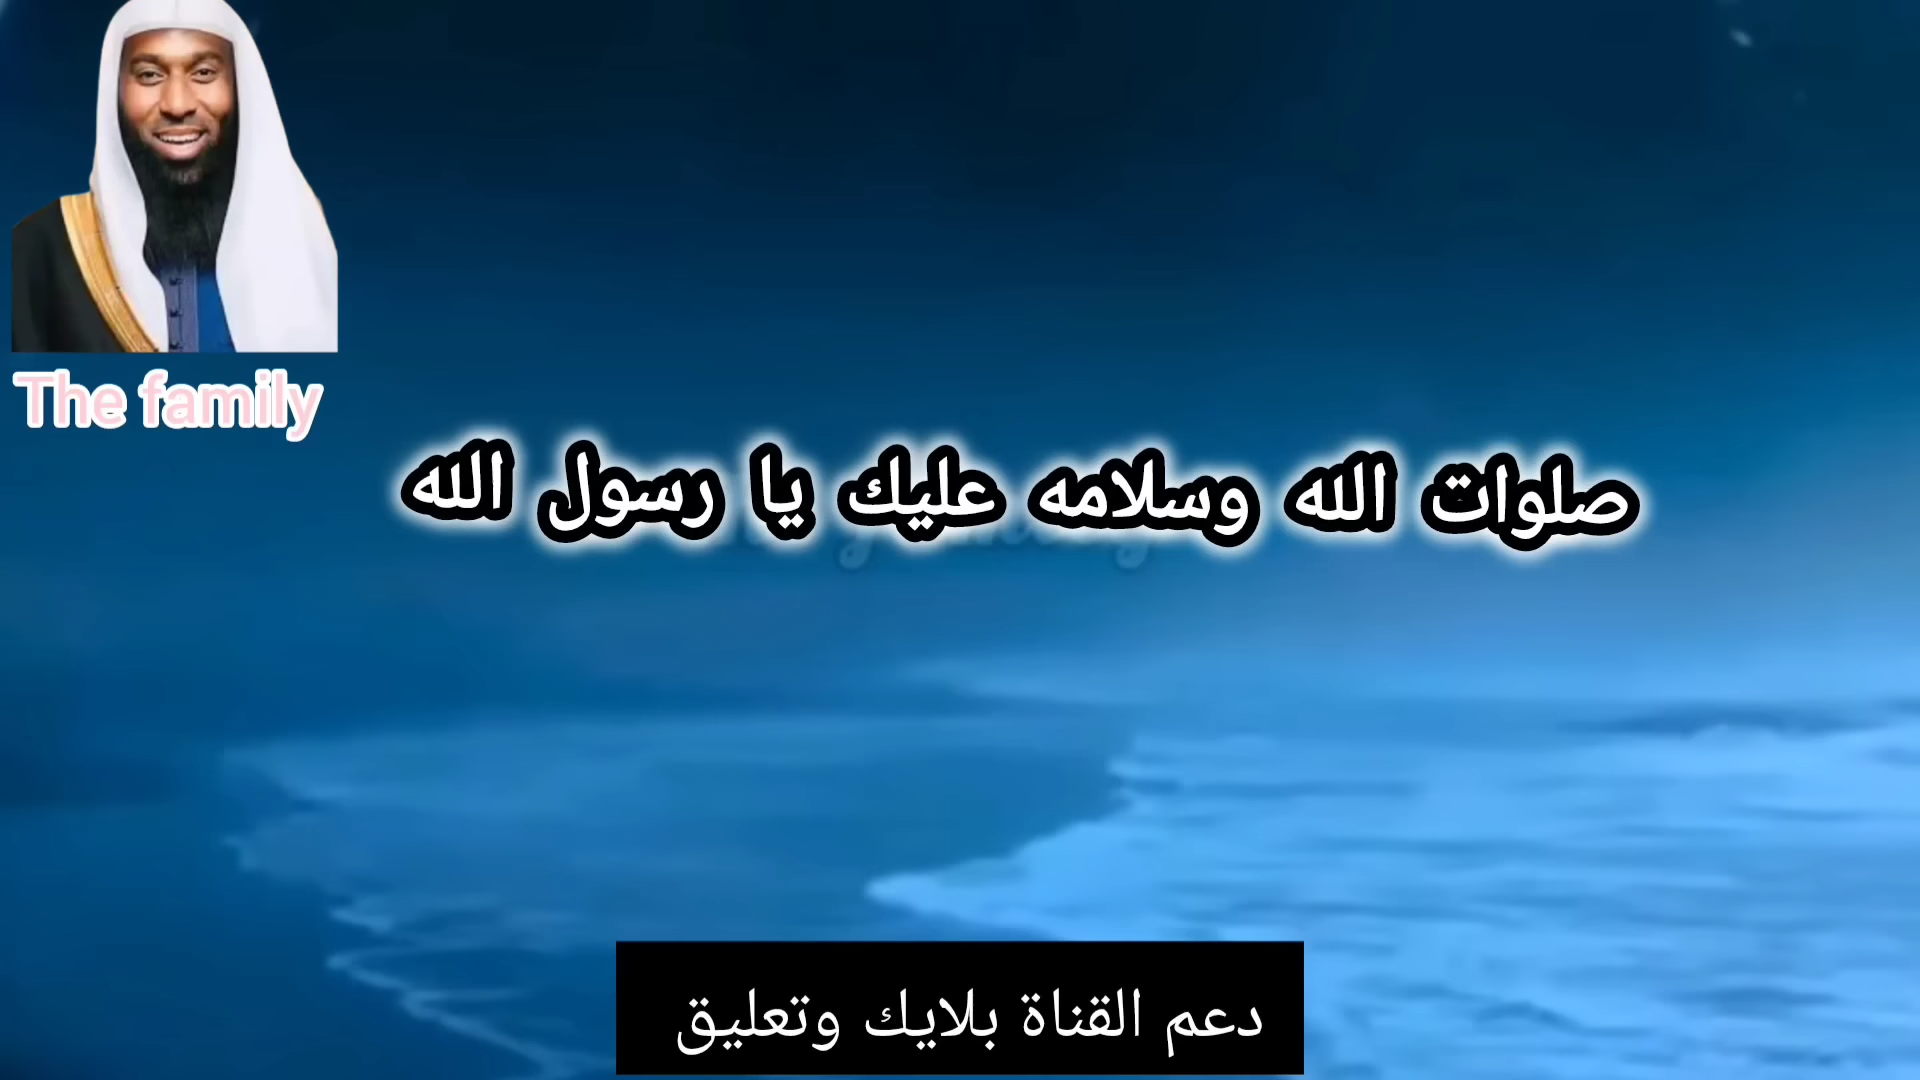 The family
صلوات الله وسلامه عليك يا رسول الله
دعم القناة بلايك وتعليق